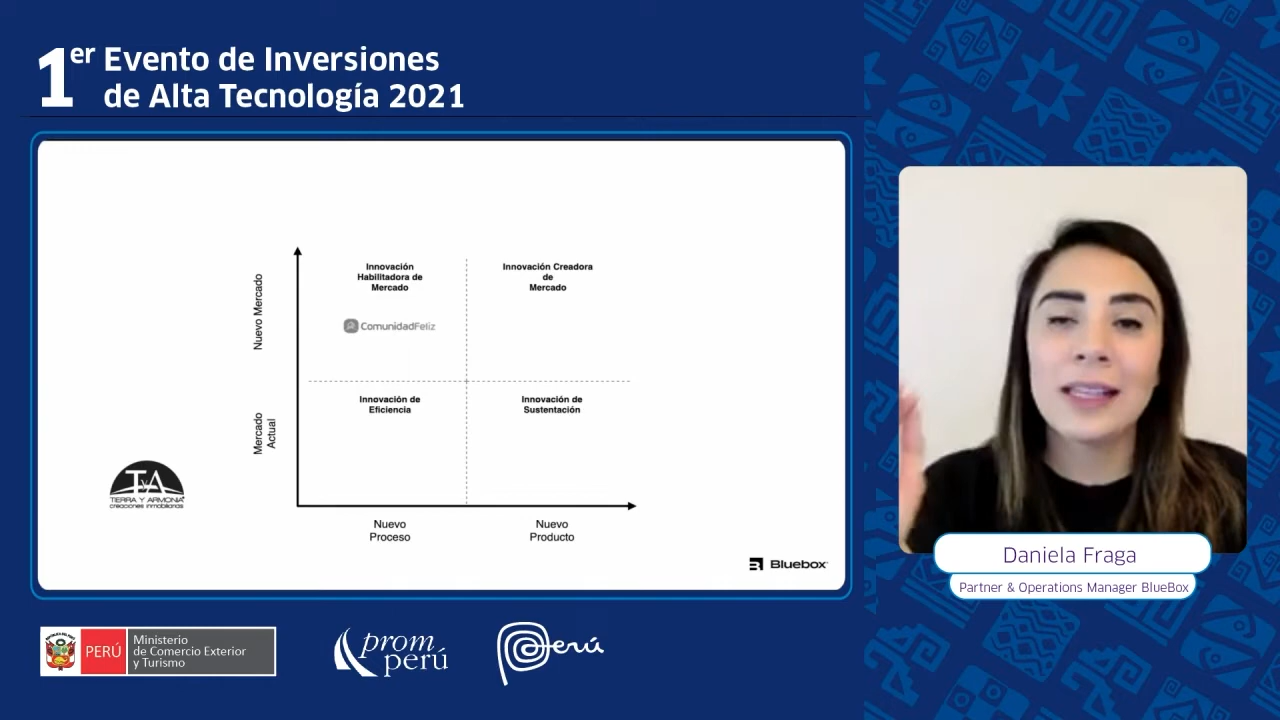 1er Evento de Inversiones
de Alta Tecnología 2021
Nuevo Mercado
Mercado
Actual
Innovación
Habilitadora de
Mercado
Innovación Creadora
de
Mercado
ComunidadFeliz
Innovación de
Eficiencia
Innovación de
Sustentación
TyA
TIERRA Y ARMONIA
creaciones inmobiliarias
Nuevo
Proceso
Nuevo
Producto
Bluebox
Daniela Fraga
Partner & Operations Manager BlueBox
PERÚ
Ministerio
de Comercio Exterior
y Turismo
prom
perú
Perú